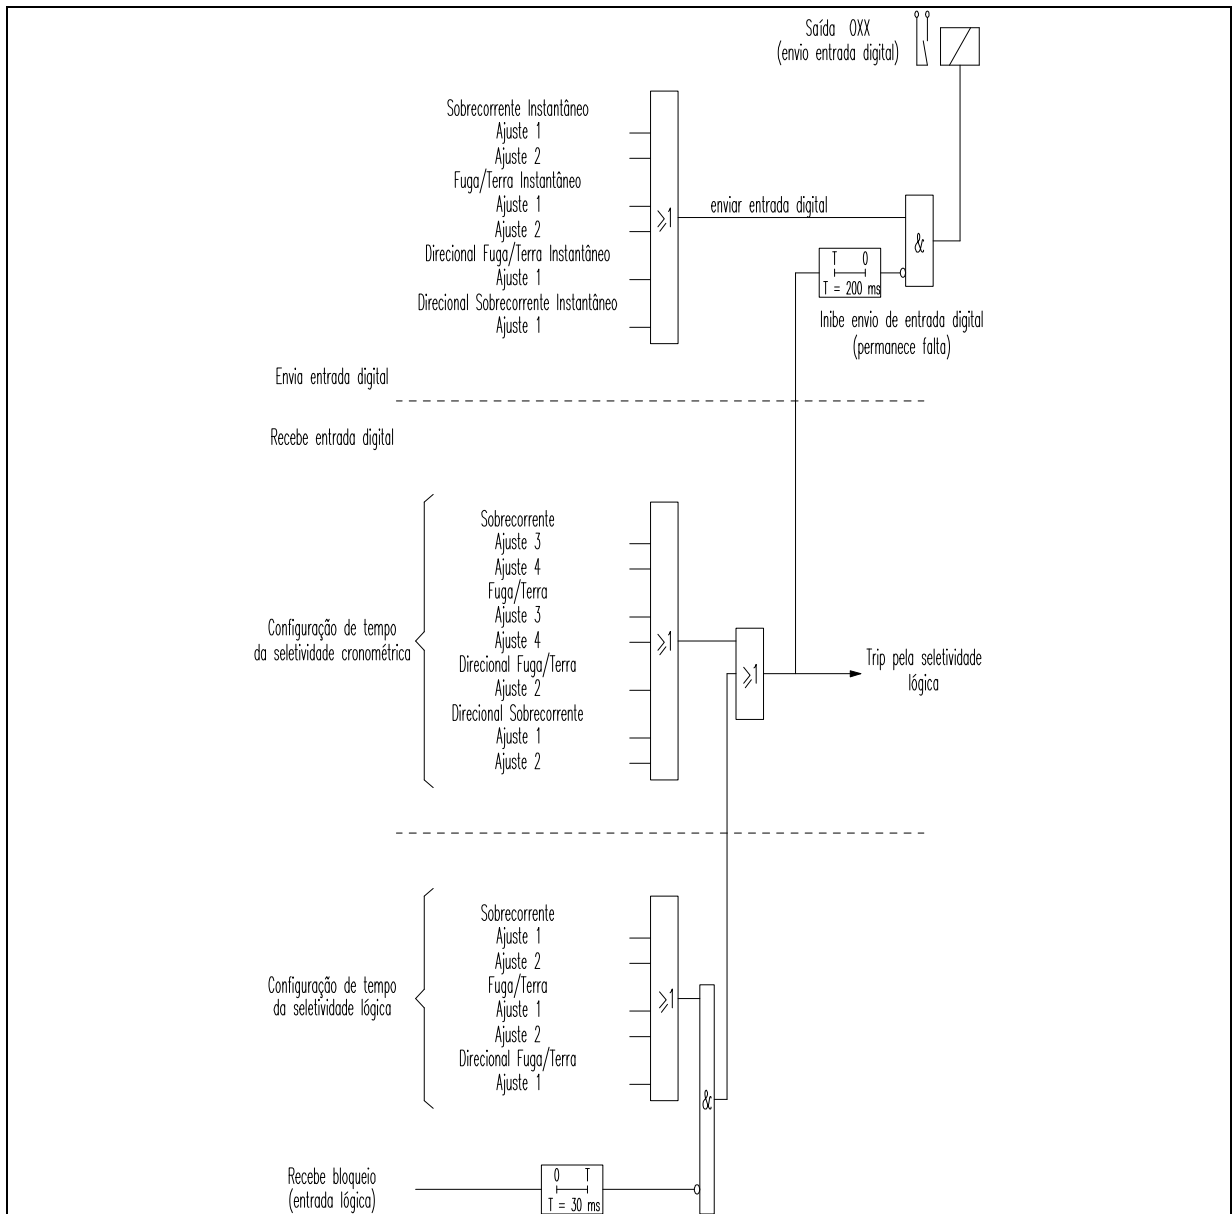 Saída OXX
(envio entrada digital)
Sobrecorrente Instantâneo
Ajuste 1
Ajuste 2
Fuga/Terra Instantâneo
Ajuste 1
Ajuste 2
Direcional Fuga/Terra Instantâneo
Ajuste 1
Direcional Sobrecorrente Instantâneo
Ajuste 1
≥1
enviar entrada digital
&
T 0
T = 200 ms
Inibe envio de entrada digital
(permanece falta)
Envia entrada digital
Recebe entrada digital
Configuração de tempo
da seletividade cronométrica
Sobrecorrente
Ajuste 3
Ajuste 4
Fuga/Terra
Ajuste 3
Ajuste 4
Direcional Fuga/Terra
Ajuste 2
Direcional Sobrecorrente
Ajuste 1
Ajuste 2
≥1
≥1
Trip pela seletividade
lógica
Configuração de tempo
da seletividade lógica
Sobrecorrente
Ajuste 1
Ajuste 2
Fuga/Terra
Ajuste 1
Ajuste 2
Direcional Fuga/Terra
Ajuste 1
≥1
&
Recebe bloqueio
(entrada lógica)
0 T
T = 30 ms